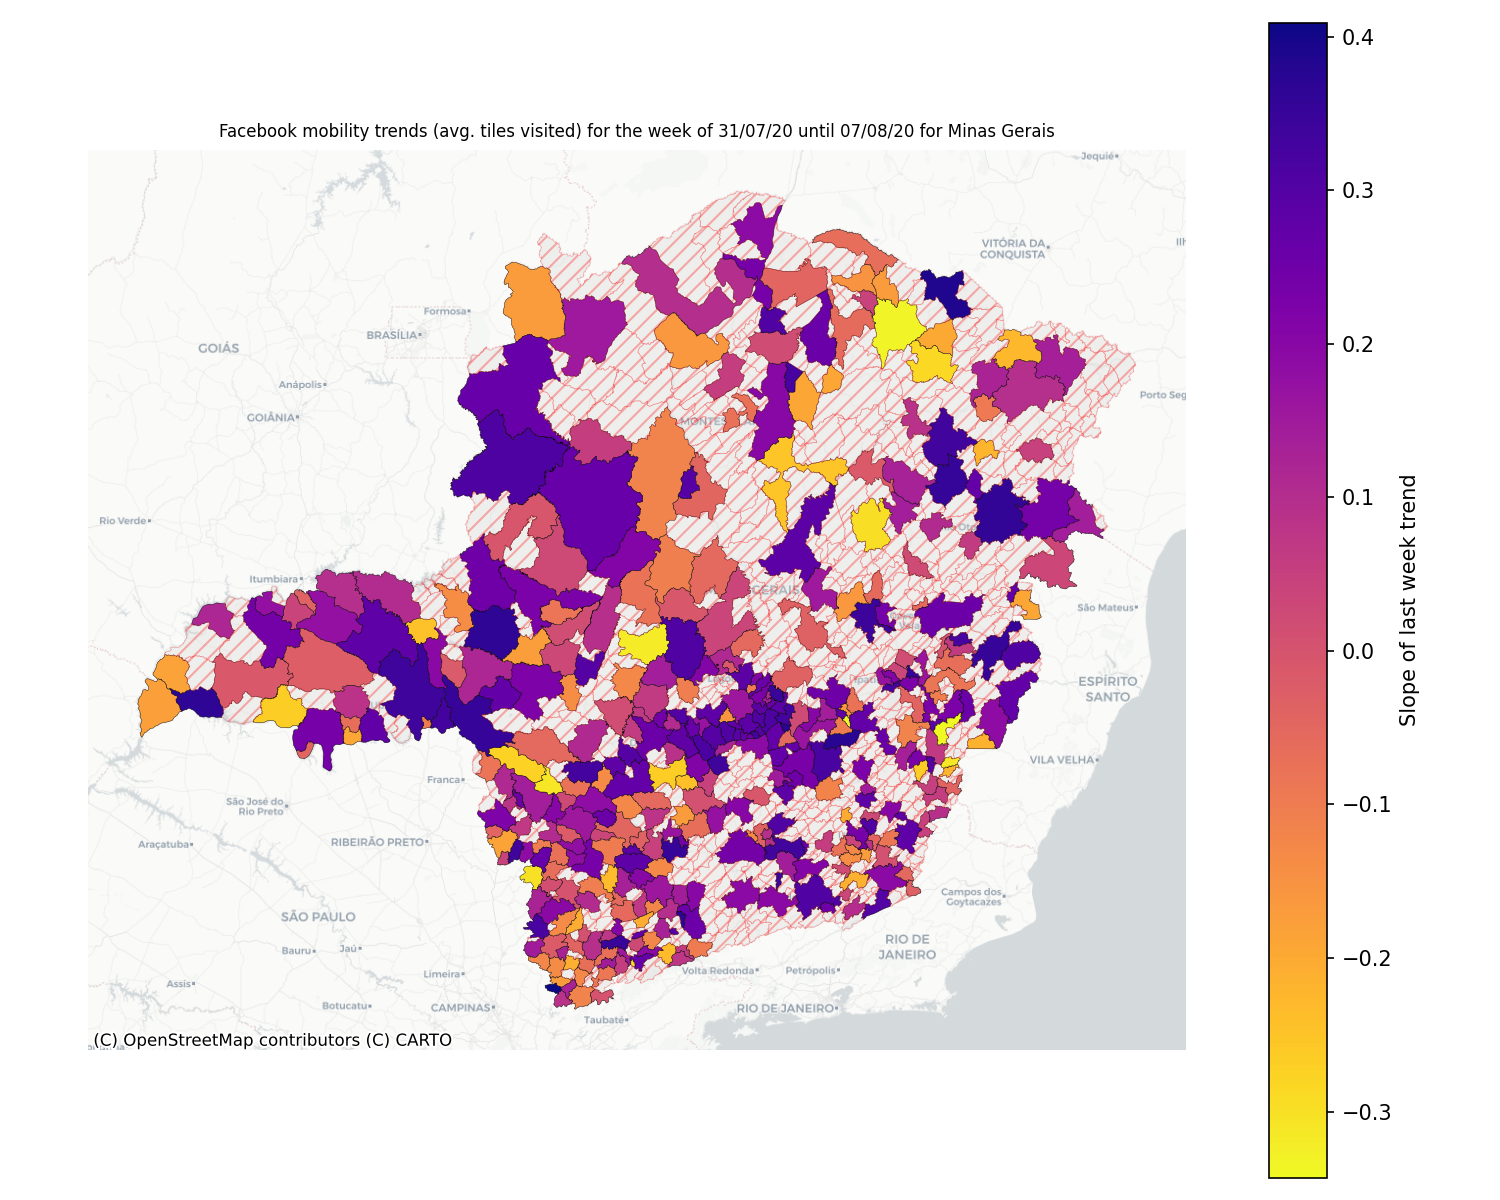 Facebook mobility trends (avg. tiles visited) for the week of 31/07/20 until 07/08/20 for Minas Gerais
0.4
0.3
0.2
0.1
0.0
−0.1
−0.2
−0.3
Slope of last week trend
Jequié
VITÓRIA DA
CONQUISTA
Formosa
BRASÍLIA
GOIÁS
Anápolis
GOIÂNIA
Porto Seg
MONTES
Rio Verde
Itumbiara
GERAIS
São Mateus
ESPÍRITO
SANTO
VILA VELHA
Franca
São José do
Rio Preto
RIBEIRÃO PRETO
Araçatuba
Campos dos
Goytacazes
SÃO PAULO
RIO DE
JANEIRO
Bauru
Jaú
Limeira
Volta Redonda
Petrópolis
Assis
Botucatu
CAMPINAS
RIO DE JANEIRO
Taubaté
(C) OpenStreetMap contributors (C) CARTO